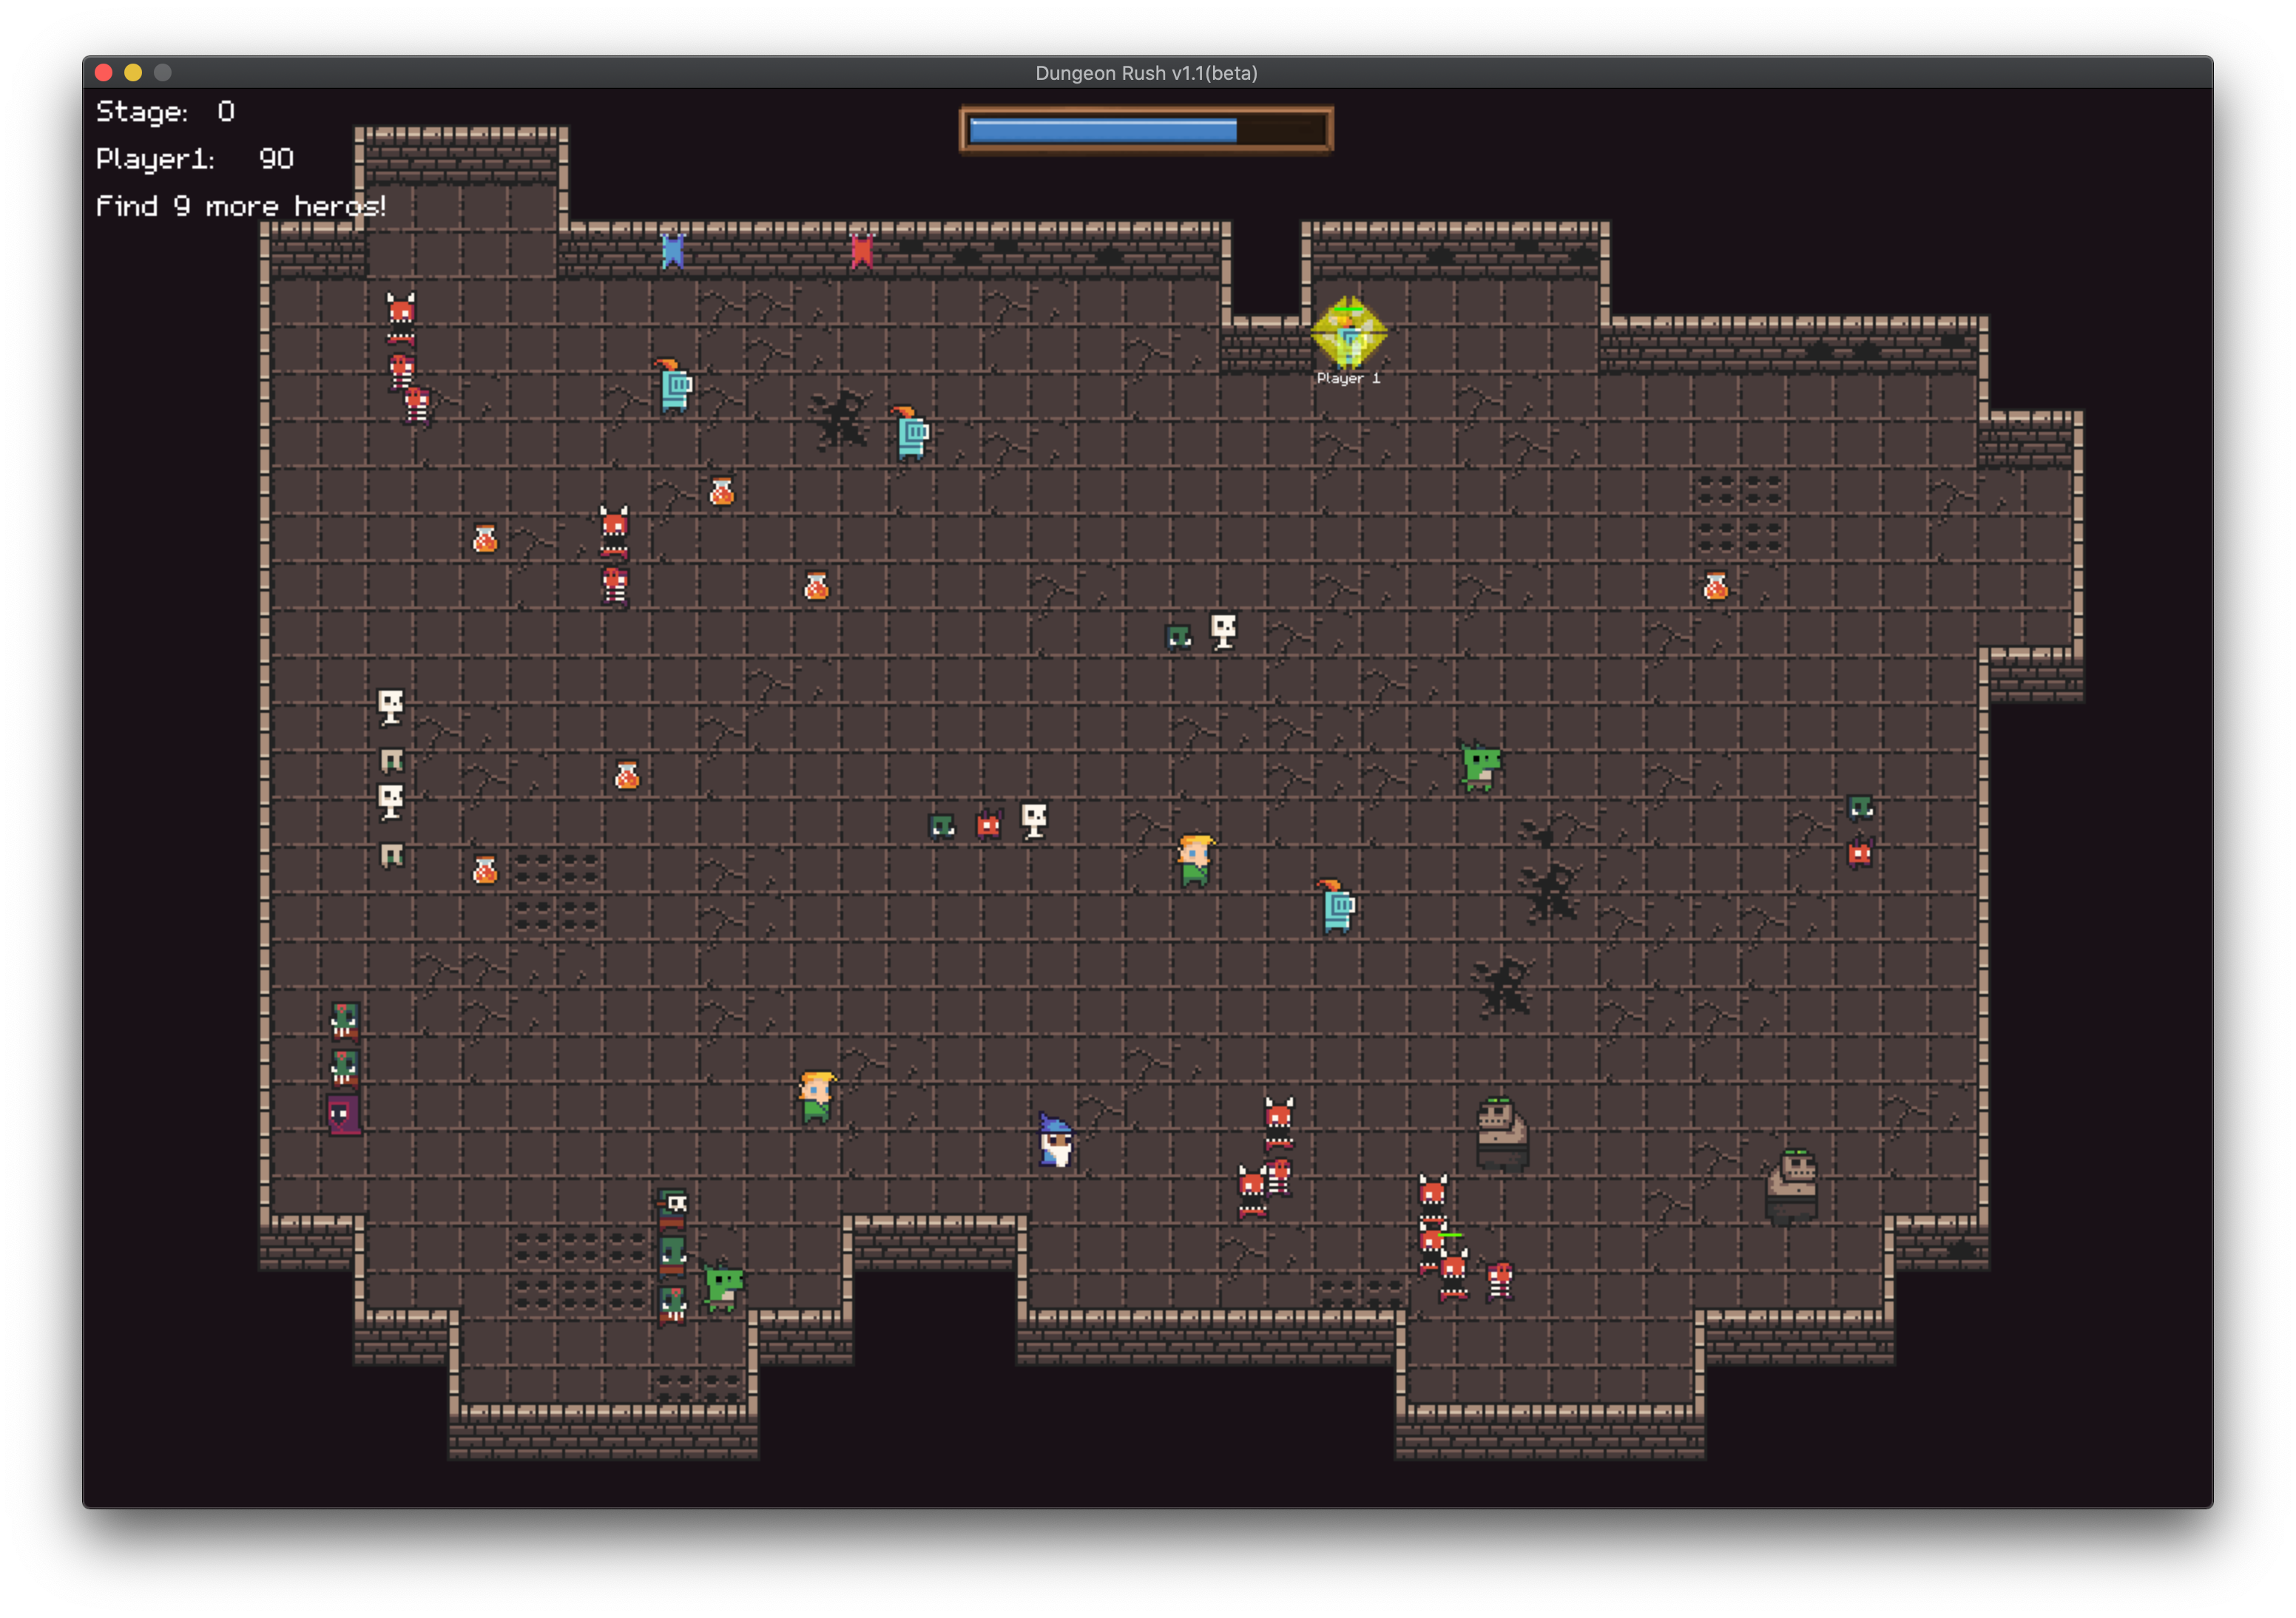 Dungeon Rush v1.1(beta)
Stage: 0
Player1: 90
Find 9 more heros!
Player 1